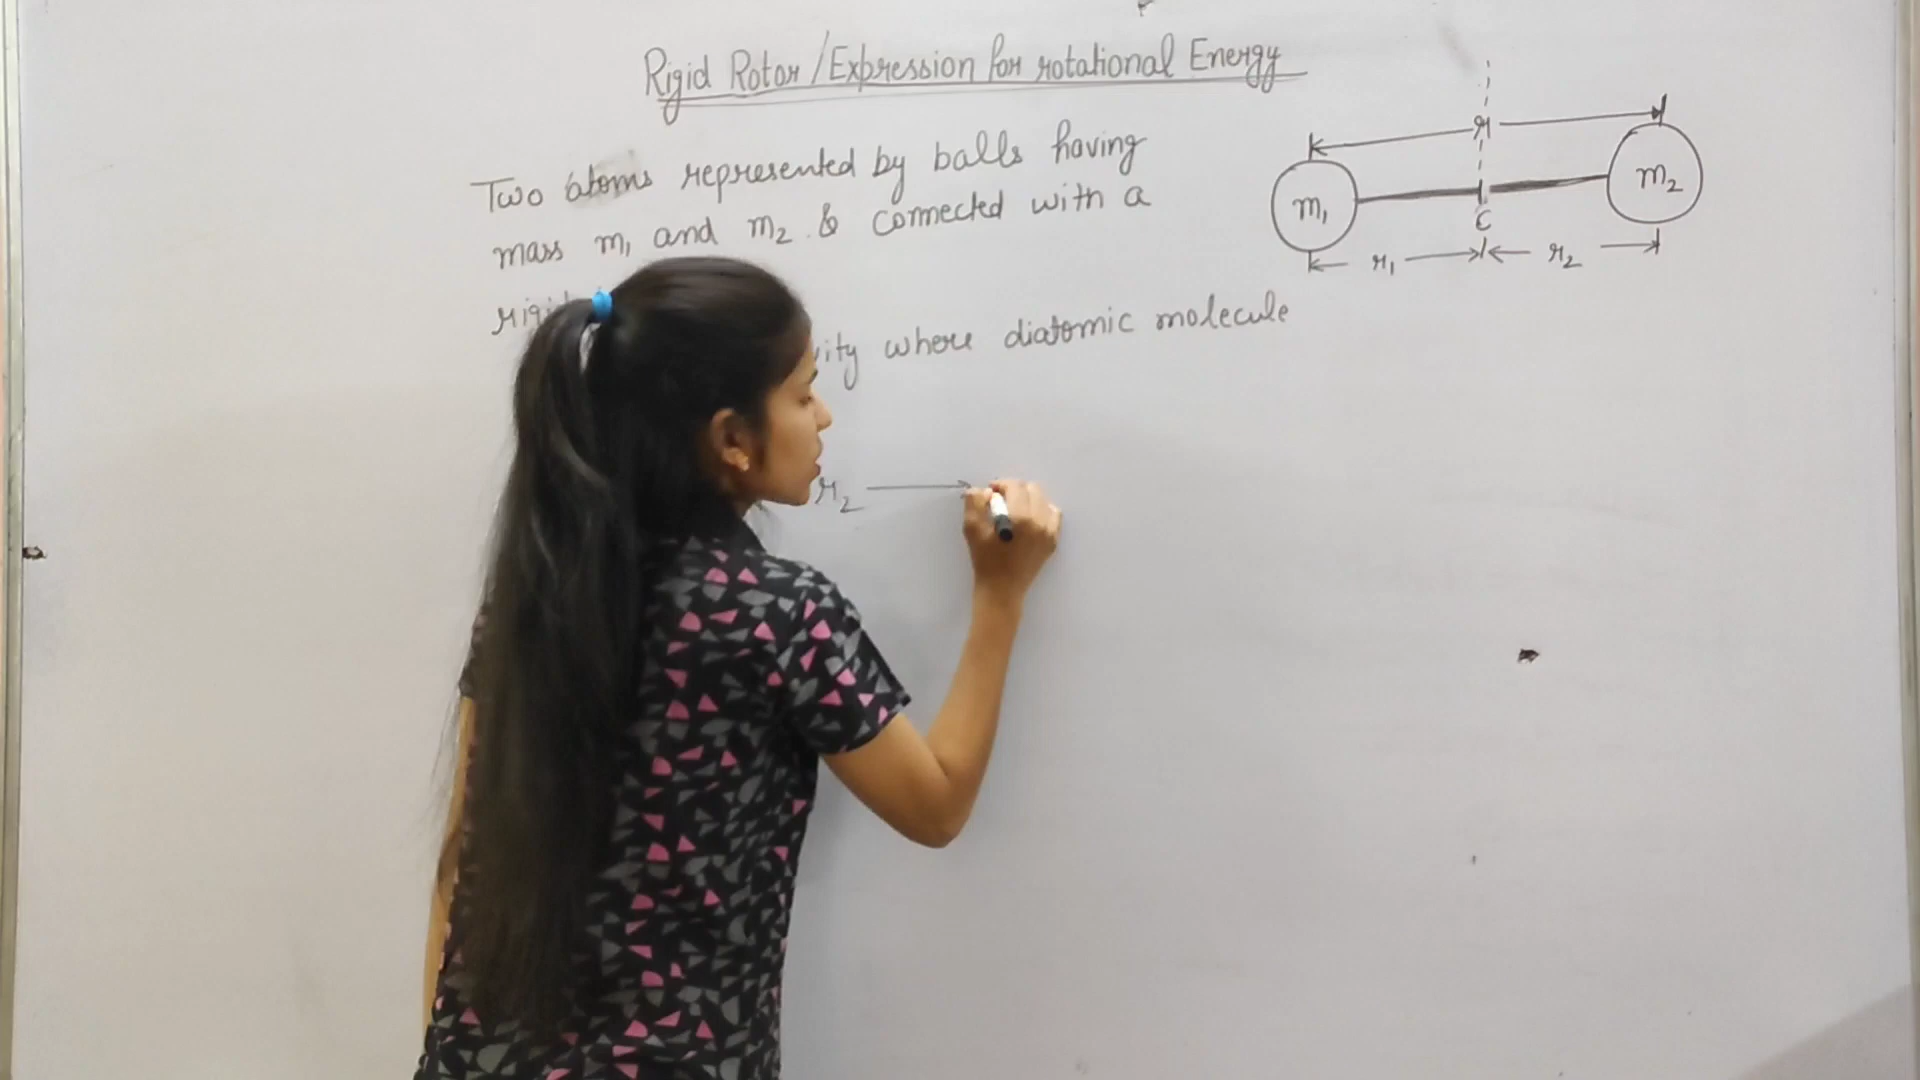 Rigid Rotor/Expression for rotational Energy
Two atoms represented by balls having
mass m₁ and m₂ & connected with a
where diatomic molecule
r₂ →
r
m₁
m₂
C
r₁
r₂